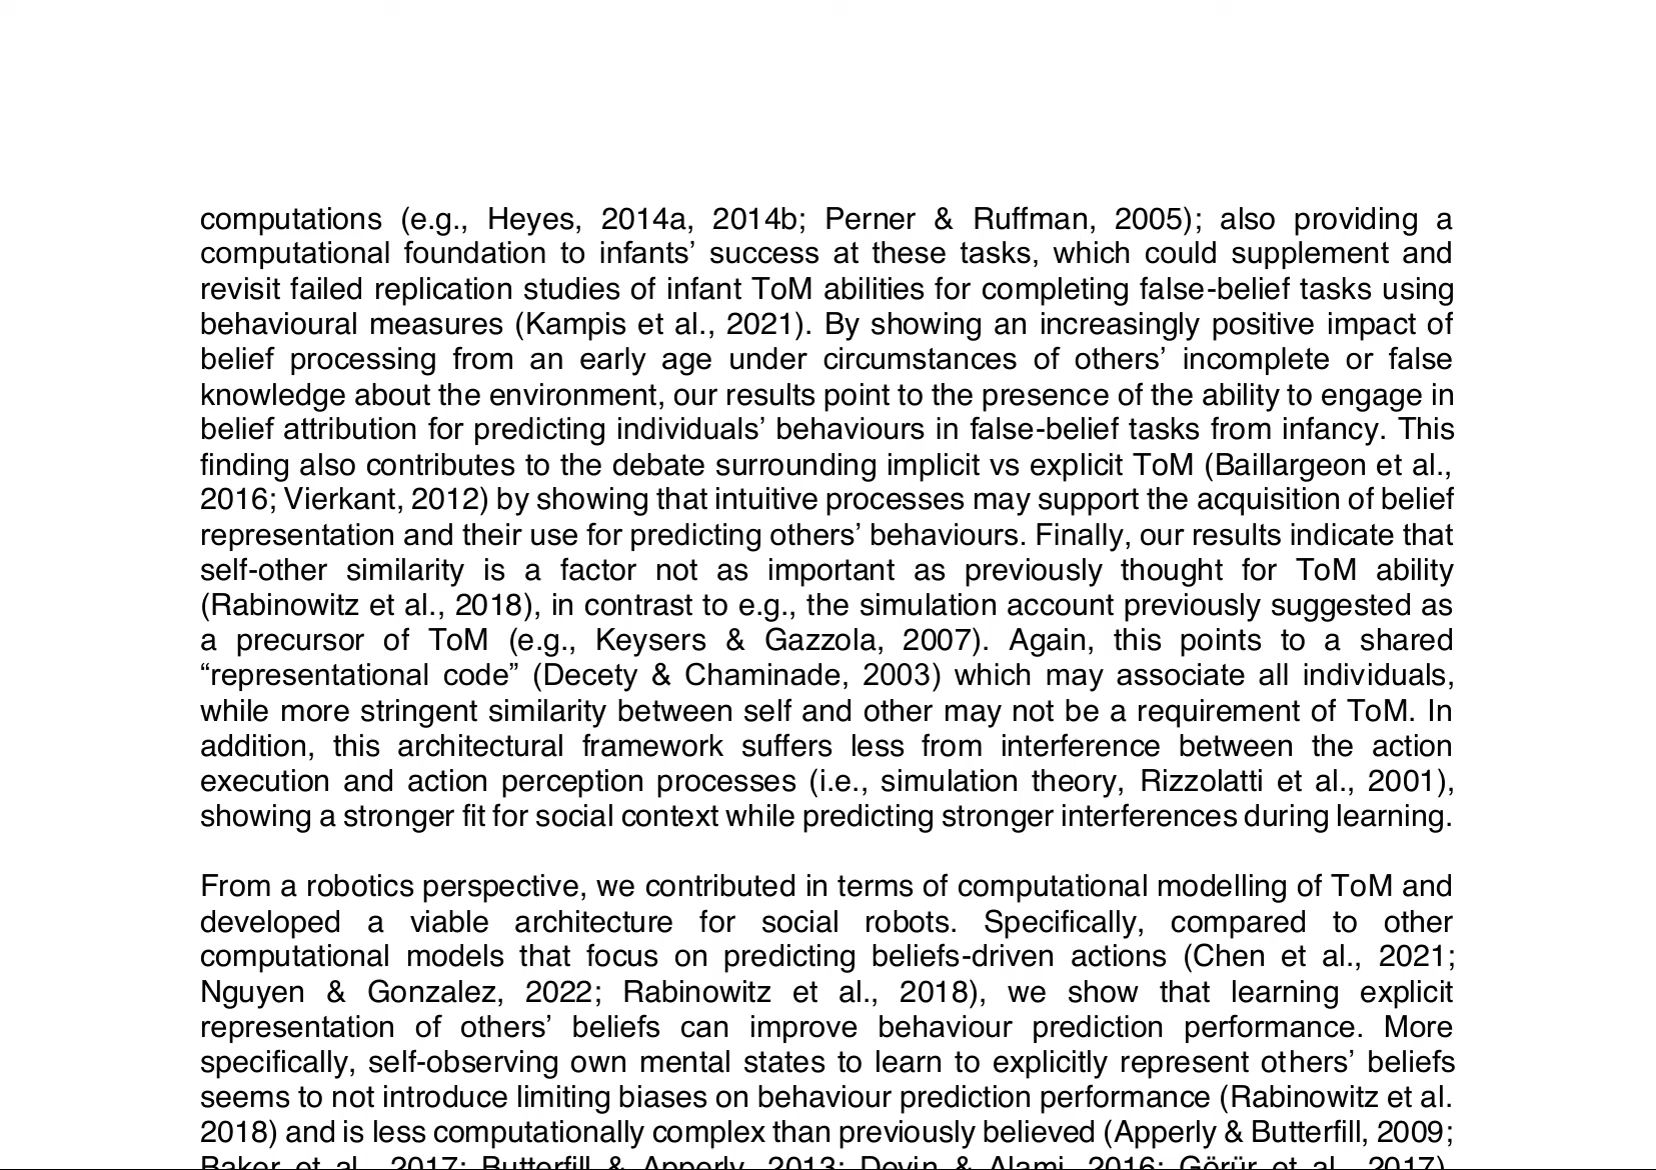 computations (e.g., Heyes, 2014a, 2014b; Perner & Ruffman, 2005); also providing a
computational foundation to infants’ success at these tasks, which could supplement and
revisit failed replication studies of infant ToM abilities for completing false-belief tasks using
behavioural measures (Kampis et al., 2021). By showing an increasingly positive impact of
belief processing from an early age under circumstances of others’ incomplete or false
knowledge about the environment, our results point to the presence of the ability to engage in
belief attribution for predicting individuals’ behaviours in false-belief tasks from infancy. This
finding also contributes to the debate surrounding implicit vs explicit ToM (Baillargeon et al.,
2016; Vierkant, 2012) by showing that intuitive processes may support the acquisition of belief
representation and their use for predicting others’ behaviours. Finally, our results indicate that
self-other similarity is a factor not as important as previously thought for ToM ability
(Rabinowitz et al., 2018), in contrast to e.g., the simulation account previously suggested as
a precursor of ToM (e.g., Keysers & Gazzola, 2007). Again, this points to a shared
“representational code” (Decety & Chaminade, 2003) which may associate all individuals,
while more stringent similarity between self and other may not be a requirement of ToM. In
addition, this architectural framework suffers less from interference between the action
execution and action perception processes (i.e., simulation theory, Rizzolatti et al., 2001),
showing a stronger fit for social context while predicting stronger interferences during learning.
From a robotics perspective, we contributed in terms of computational modelling of ToM and
developed a viable architecture for social robots. Specifically, compared to other
computational models that focus on predicting beliefs-driven actions (Chen et al., 2021;
Nguyen & Gonzalez, 2022; Rabinowitz et al., 2018), we show that learning explicit
representation of others’ beliefs can improve behaviour prediction performance. More
specifically, self-observing own mental states to learn to explicitly represent others’ beliefs
seems to not introduce limiting biases on behaviour prediction performance (Rabinowitz et al.
2018) and is less computationally complex than previously believed (Apperly & Butterfill, 2009;
Baker et al., 2017; Butterfill & Apperly, 2013; Devin & Alami, 2016; Görür et al., 2017).